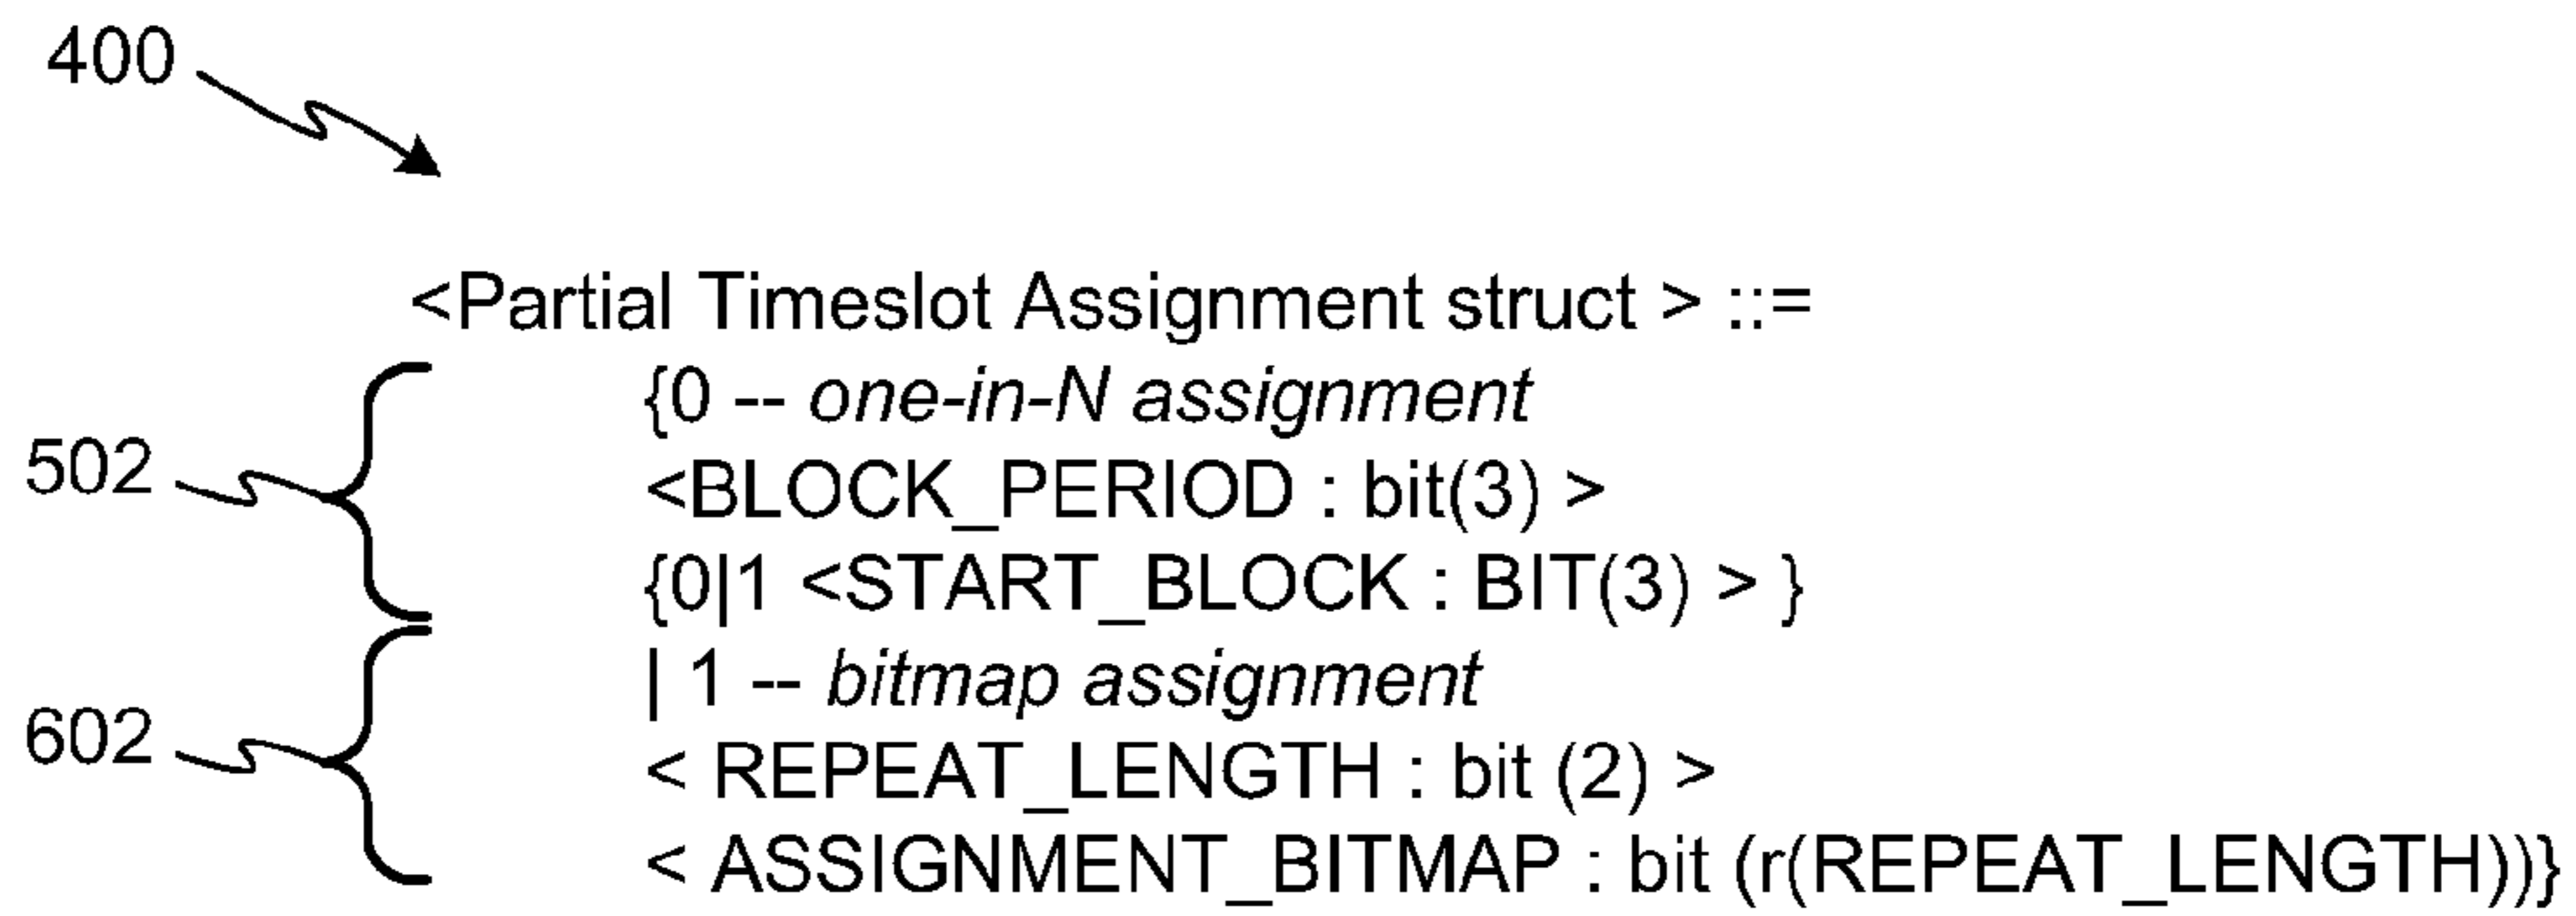 400
<Partial Timeslot Assignment struct > ::=
{0 -- one-in-N assignment
502
<BLOCK_PERIOD : bit(3) >
{0|1 <START_BLOCK : BIT(3) > }
| 1 -- bitmap assignment
602
< REPEAT_LENGTH : bit (2) >
< ASSIGNMENT_BITMAP : bit (r(REPEAT_LENGTH))}